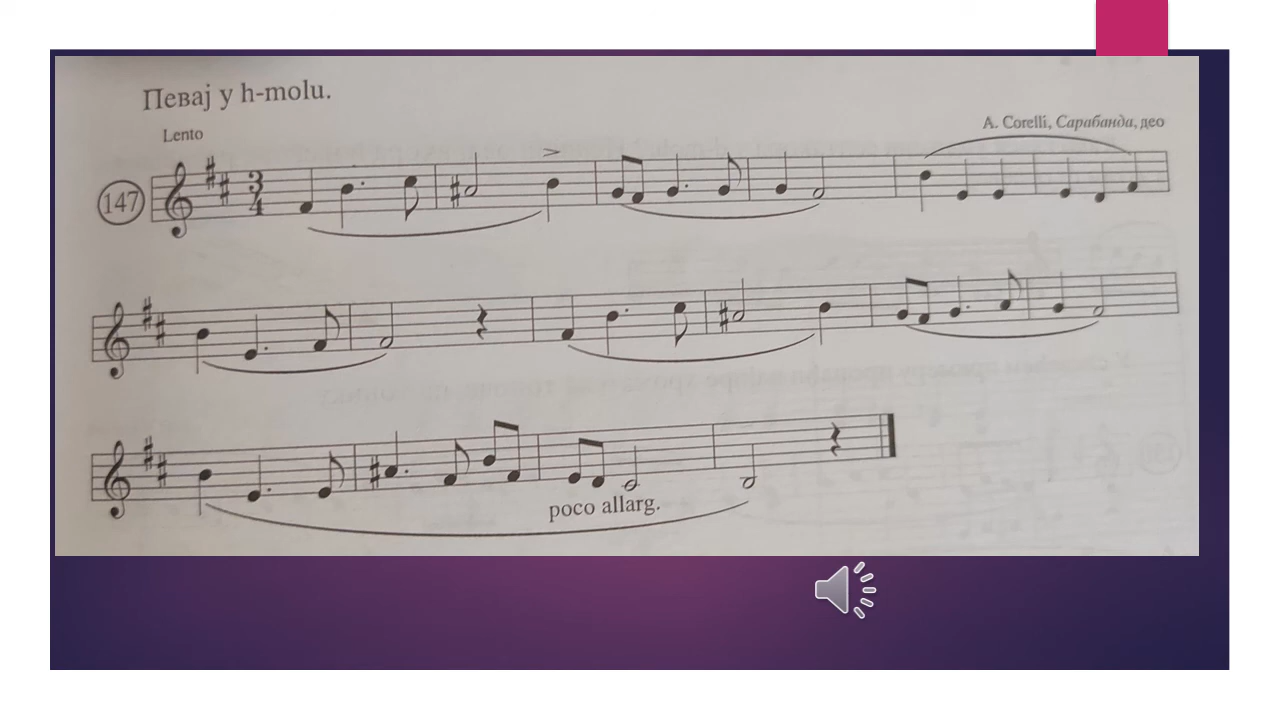 Певај у h-molu.
Lento
A. Corelli, Сарабанда, део
147
3
4
poco allarg.